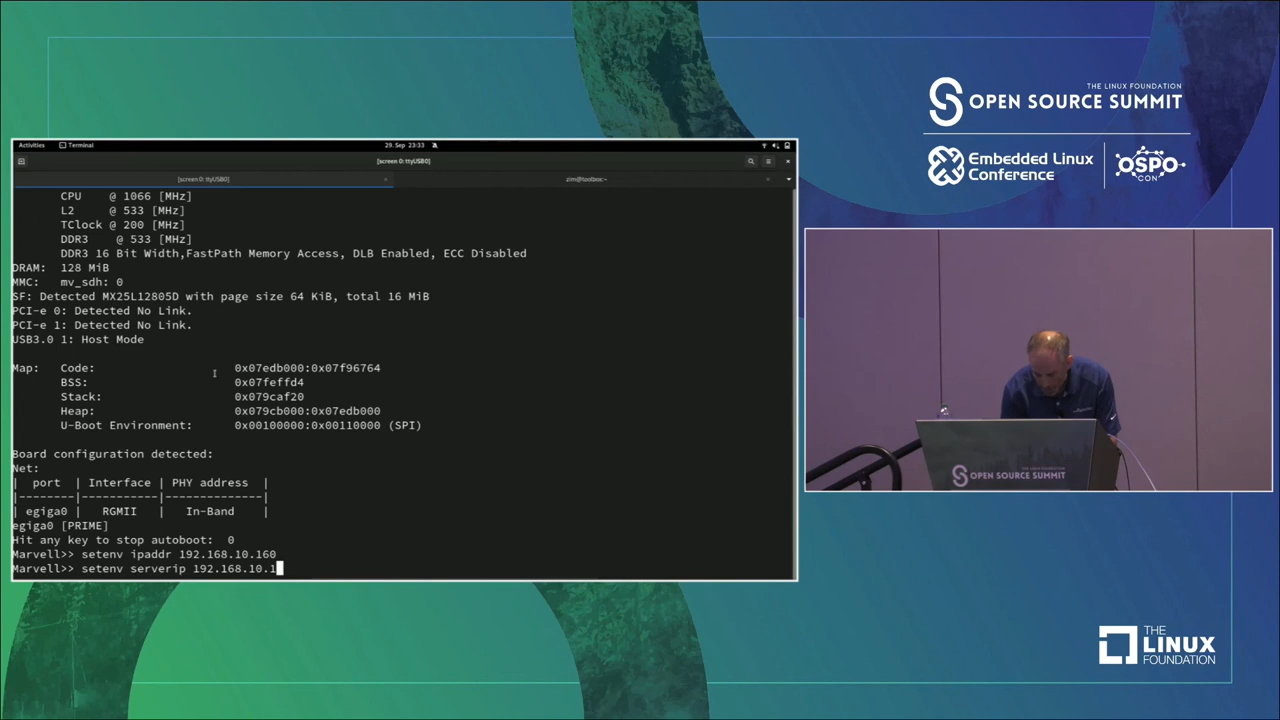 THE LINUX FOUNDATION
OPEN SOURCE SUMMIT
Embedded Linux
Conference
OSPO
CON
Activities
Terminal
29. Sep 23:33
[screen 0: ttyUSB0]
[screen 0: ttyUSB0]
zim@toolbox:~
CPU @ 1066 [MHz]
L2 @ 533 [MHz]
TClock @ 200 [MHz]
DDR3 @ 533 [MHz]
DDR3 16 Bit Width,FastPath Memory Access, DLB Enabled, ECC Disabled
DRAM: 128 MiB
MMC: mv_sdh: 0
SF: Detected MX25L12805D with page size 64 KiB, total 16 MiB
PCI-e 0: Detected No Link.
PCI-e 1: Detected No Link.
USB3.0 1: Host Mode
Map: Code: 0x07edb000:0x07f96764
BSS: 0x07feffd4
Stack: 0x079caf20
Heap: 0x079cb000:0x07edb000
U-Boot Environment: 0x00100000:0x00110000 (SPI)
Board configuration detected:
Net:
| port | Interface | PHY address |
|--------|-----------|--------------|
| egiga0 | RGMII | In-Band |
egiga0 [PRIME]
Hit any key to stop autoboot: 0
Marvell>> setenv ipaddr 192.168.10.160
Marvell>> setenv serverip 192.168.10.1
OPEN SOURCE SUMMIT
THE
LINUX
FOUNDATION